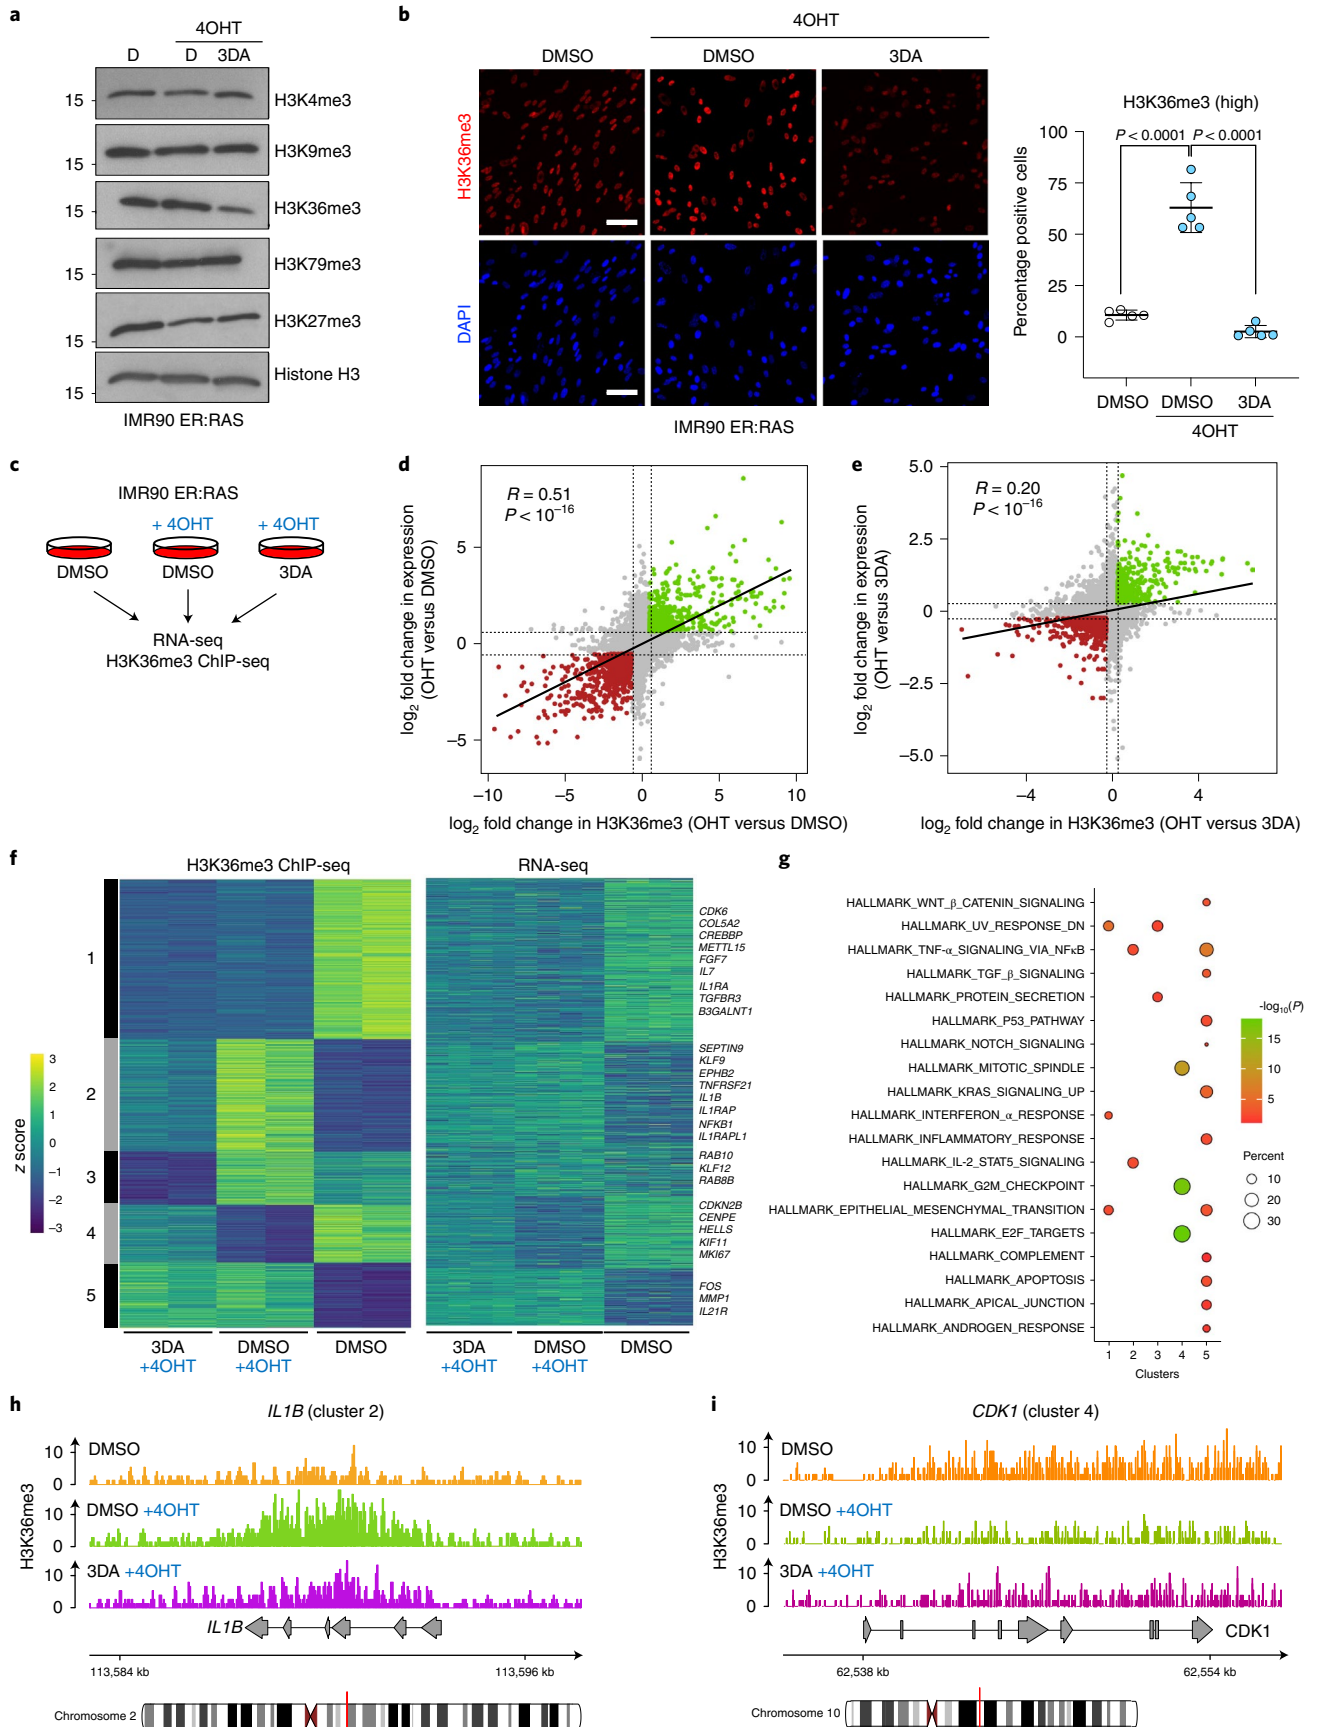 a
4OHT
D D 3DA
15 H3K4me3
15 H3K9me3
15 H3K36me3
15 H3K79me3
15 H3K27me3
15 Histone H3
IMR90 ER:RAS
b
4OHT
DMSO DMSO 3DA
H3K36me3
DAPI
IMR90 ER:RAS
H3K36me3 (high)
P < 0.0001 P < 0.0001
Percentage positive cells
100
75
50
25
0
DMSO DMSO 3DA
4OHT
c
IMR90 ER:RAS
+ 4OHT + 4OHT
DMSO DMSO 3DA
RNA-seq
H3K36me3 ChIP-seq
d
R = 0.51
P < 10⁻¹⁶
log₂ fold change in expression
(OHT versus DMSO)
5
0
−5
−10 −5 0 5 10
log₂ fold change in H3K36me3 (OHT versus DMSO)
e
R = 0.20
P < 10⁻¹⁶
log₂ fold change in expression
(OHT versus 3DA)
5.0
2.5
0
−2.5
−5.0
−4 0 4
log₂ fold change in H3K36me3 (OHT versus 3DA)
f
H3K36me3 ChIP-seq RNA-seq
z score
3
2
1
0
−1
−2
−3
1
2
3
4
5
CDK6
COL5A2
CREBBP
METTL15
FGF7
IL7
IL1RA
TGFBR3
B3GALNT1
SEPTIN9
KLF9
EPHB2
TNFRSF21
IL1B
IL1RAP
NFKB1
IL1RAPL1
RAB10
KLF12
RAB8B
CDKN2B
CENPE
HELLS
KIF11
MKI67
FOS
MMP1
IL21R
3DA DMSO DMSO 3DA DMSO DMSO
+4OHT +4OHT +4OHT +4OHT
g
HALLMARK_WNT_β_CATENIN_SIGNALING
HALLMARK_UV_RESPONSE_DN
HALLMARK_TNF-α_SIGNALING_VIA_NFκB
HALLMARK_TGF_β_SIGNALING
HALLMARK_PROTEIN_SECRETION
HALLMARK_P53_PATHWAY
HALLMARK_NOTCH_SIGNALING
HALLMARK_MITOTIC_SPINDLE
HALLMARK_KRAS_SIGNALING_UP
HALLMARK_INTERFERON_α_RESPONSE
HALLMARK_INFLAMMATORY_RESPONSE
HALLMARK_IL-2_STAT5_SIGNALING
HALLMARK_G2M_CHECKPOINT
HALLMARK_EPITHELIAL_MESENCHYMAL_TRANSITION
HALLMARK_E2F_TARGETS
HALLMARK_COMPLEMENT
HALLMARK_APOPTOSIS
HALLMARK_APICAL_JUNCTION
HALLMARK_ANDROGEN_RESPONSE
1 2 3 4 5
Clusters
-log₁₀(P)
15
10
5
Percent
10
20
30
h
IL1B (cluster 2)
H3K36me3
10 DMSO
0
10 DMSO +4OHT
0
10 3DA +4OHT
0
IL1B
113,584 kb 113,596 kb
Chromosome 2
i
CDK1 (cluster 4)
H3K36me3
10 DMSO
0
10 DMSO +4OHT
0
10 3DA +4OHT
0
CDK1
62,538 kb 62,554 kb
Chromosome 10